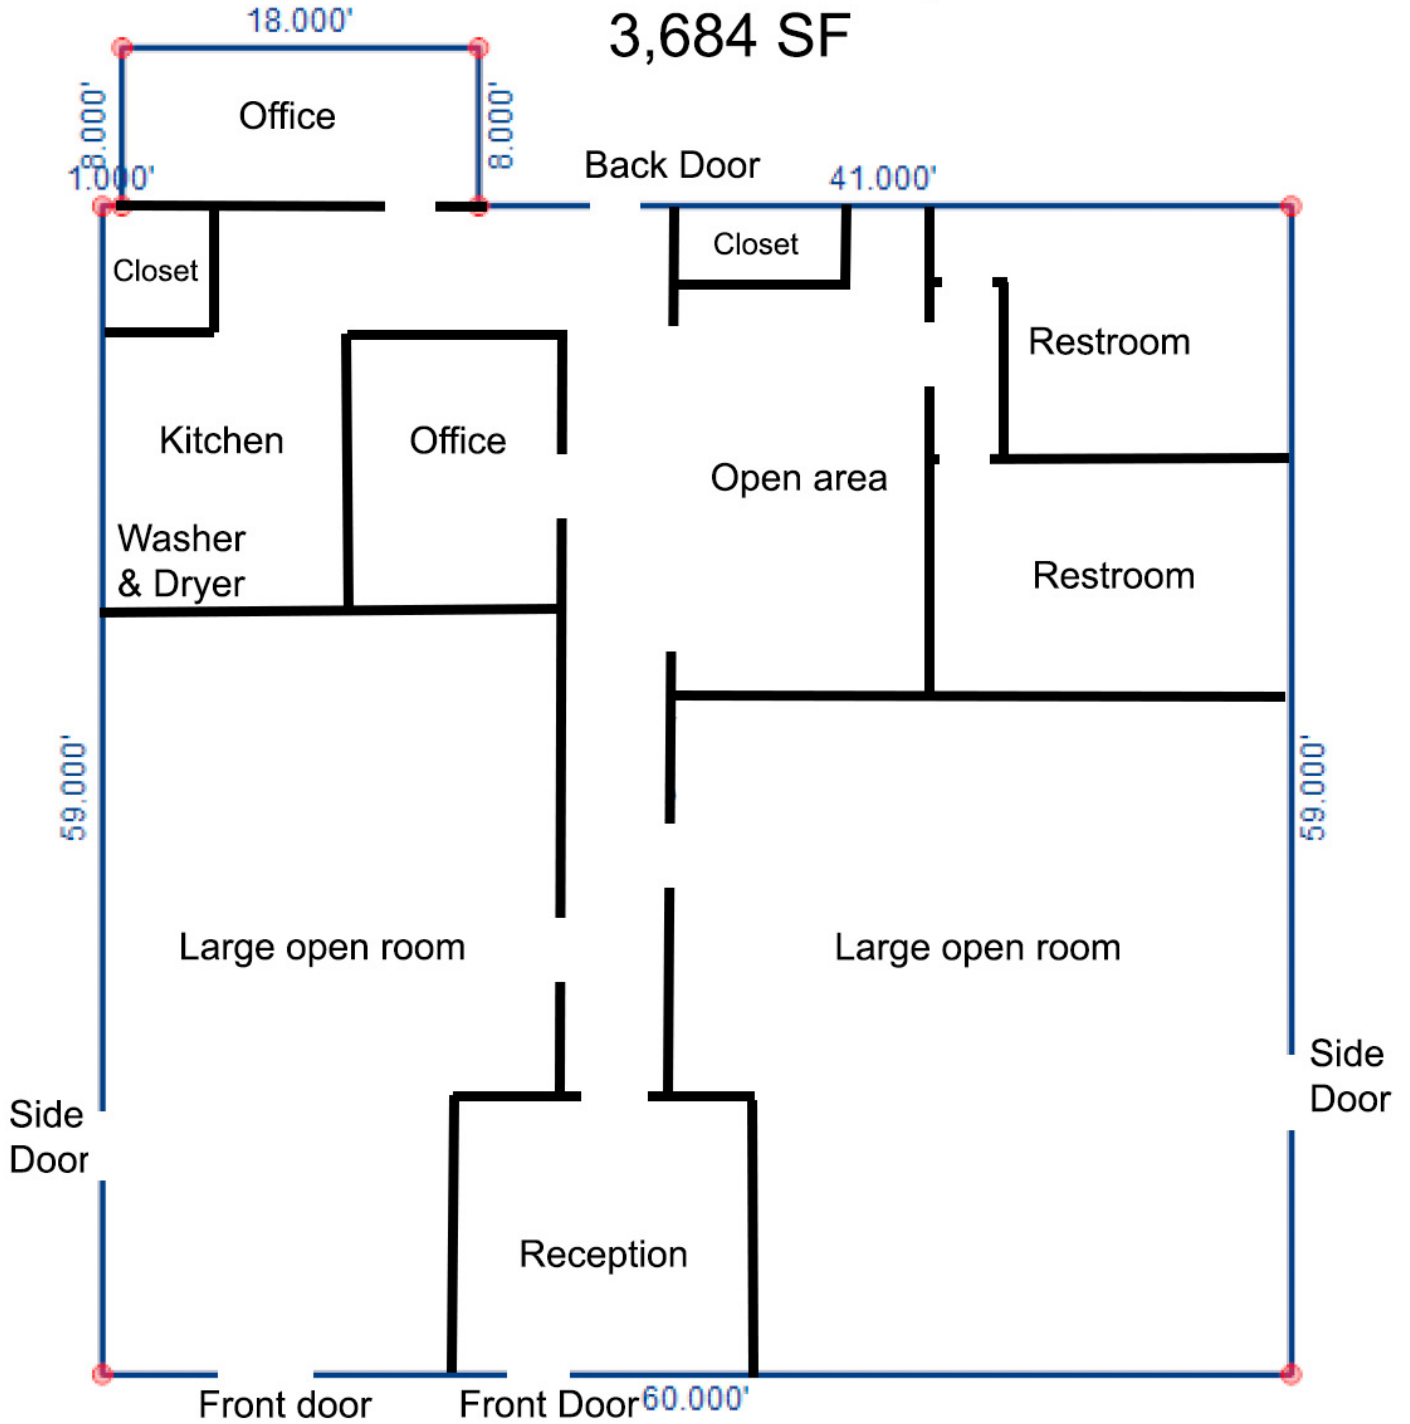 18.000'
3,684 SF
8.000'
Office
8.000'
Back Door
1.000'
41.000'
Closet
Closet
Restroom
Kitchen
Office
Open area
Washer
& Dryer
Restroom
59.000'
59.000'
Large open room
Large open room
Side
Door
Side
Door
Reception
Front door
Front Door
60.000'